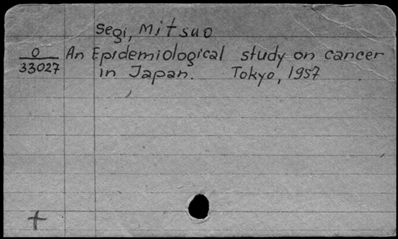 Segi, Mitsuo
0 An Epidemiological study on cancer
33027 in Japan. Tokyo, 1957
+